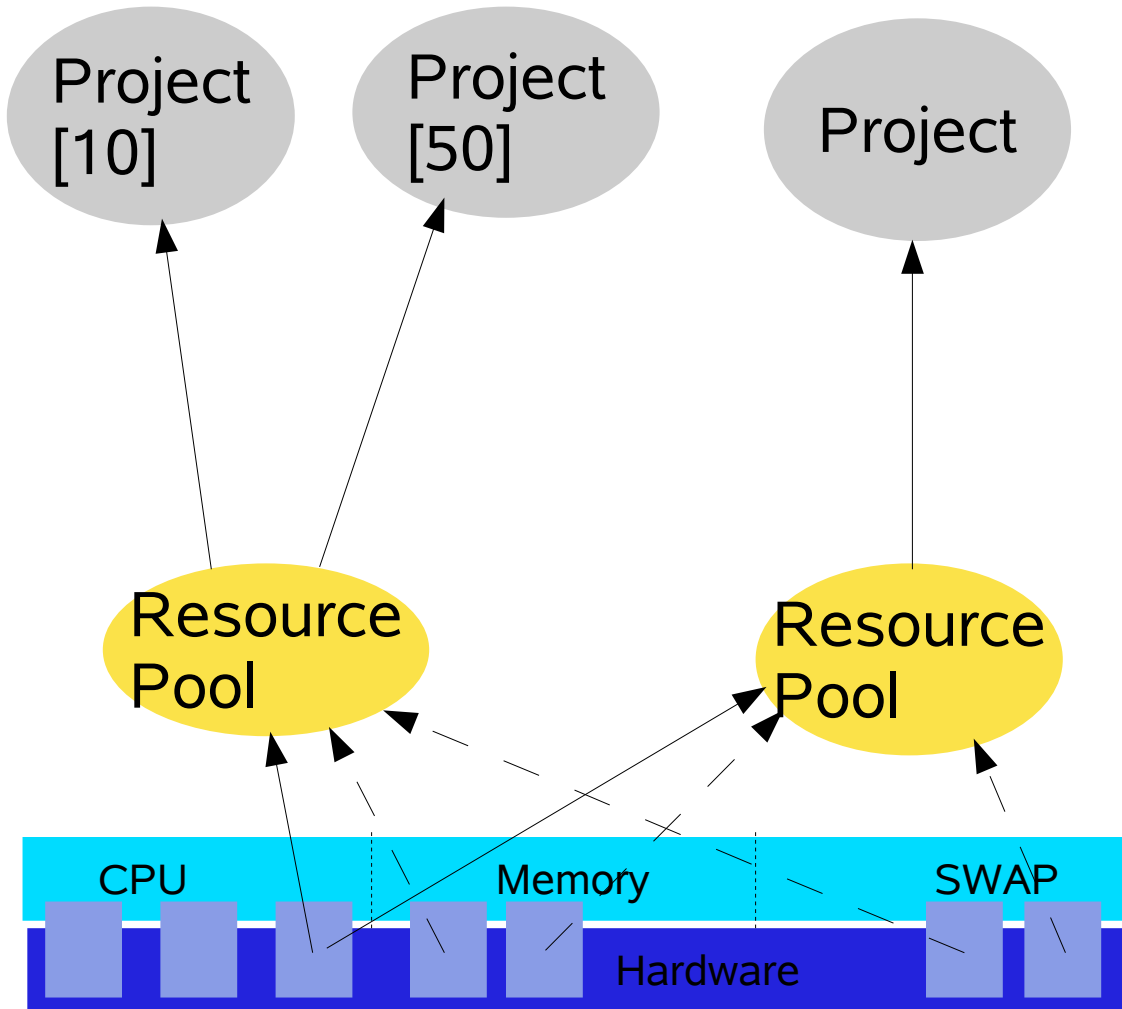 Project
[10]
Project
[50]
Project
Resource
Pool
Resource
Pool
CPU
Memory
SWAP
Hardware